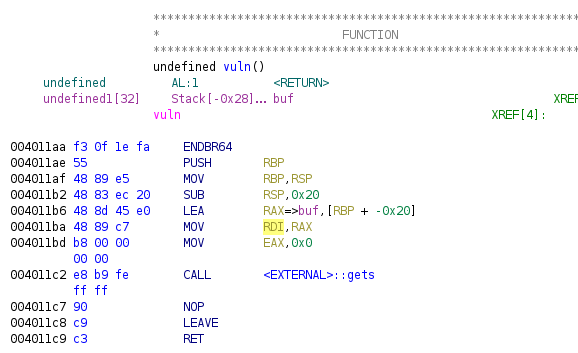 ************************************************************
* FUNCTION
************************************************************
undefined vuln()
undefined AL:1 <RETURN>
undefined1[32] Stack[-0x28]... buf XREF
vuln XREF[4]:
004011aa f3 0f 1e fa ENDBR64
004011ae 55 PUSH RBP
004011af 48 89 e5 MOV RBP,RSP
004011b2 48 83 ec 20 SUB RSP,0x20
004011b6 48 8d 45 e0 LEA RAX=>buf,[RBP + -0x20]
004011ba 48 89 c7 MOV RDI,RAX
004011bd b8 00 00 MOV EAX,0x0
00 00
004011c2 e8 b9 fe CALL <EXTERNAL>::gets
ff ff
004011c7 90 NOP
004011c8 c9 LEAVE
004011c9 c3 RET